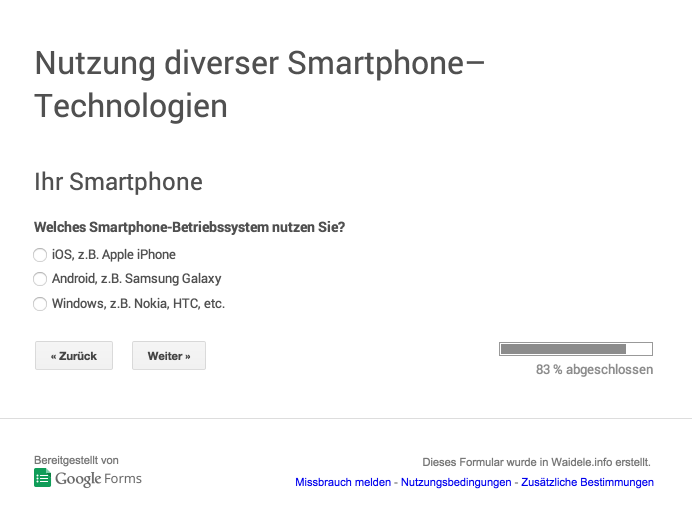 Nutzung diverser Smartphone–
Technologien
Ihr Smartphone
Welches Smartphone-Betriebssystem nutzen Sie?
iOS, z.B. Apple iPhone
Android, z.B. Samsung Galaxy
Windows, z.B. Nokia, HTC, etc.
« Zurück
Weiter »
83 % abgeschlossen
Bereitgestellt von
Google Forms
Dieses Formular wurde in Waidele.info erstellt.
Missbrauch melden - Nutzungsbedingungen - Zusätzliche Bestimmungen